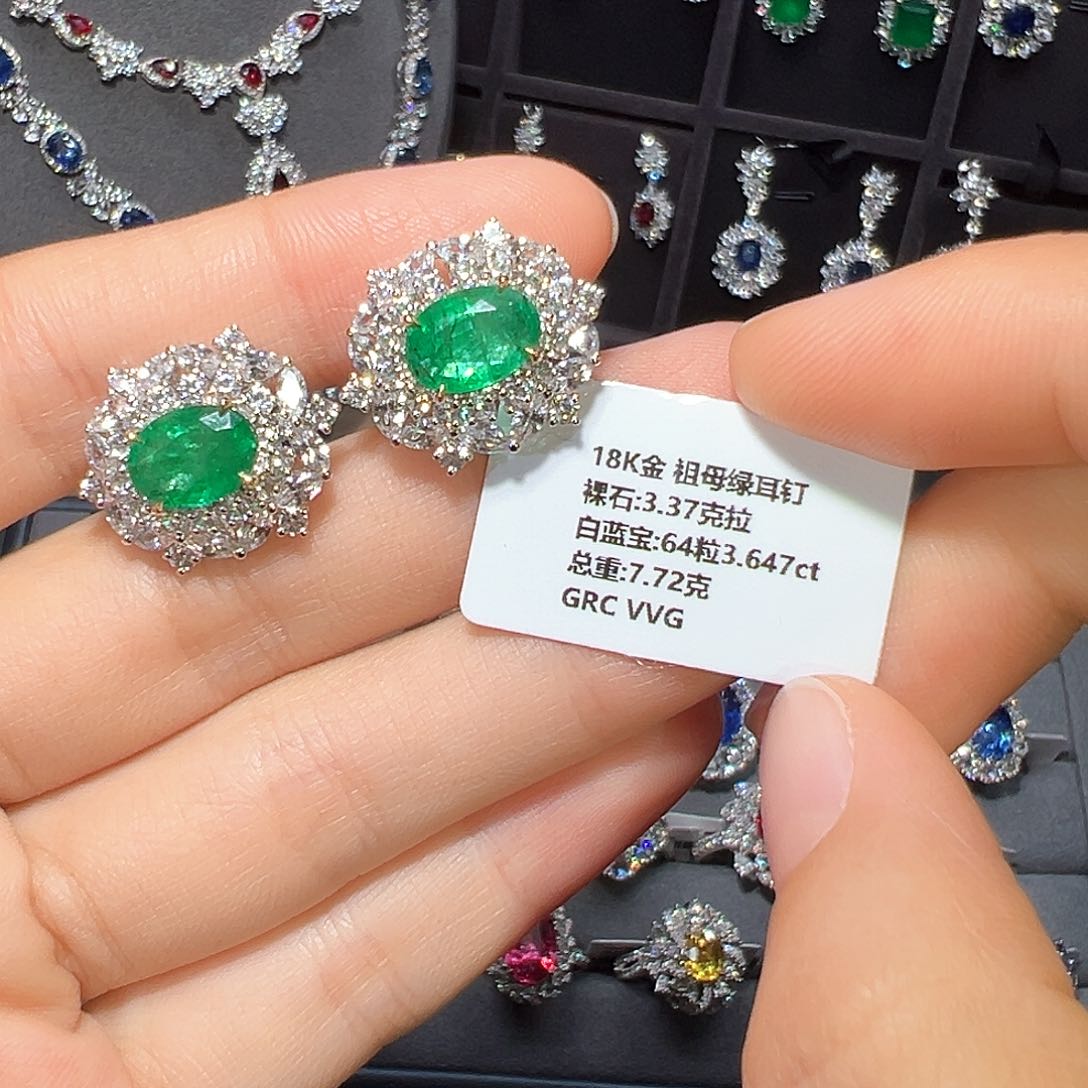 18K金 祖母绿耳钉
裸石:3.37克拉
白蓝宝:64粒3.647ct
总重:7.72克
GRC VVG